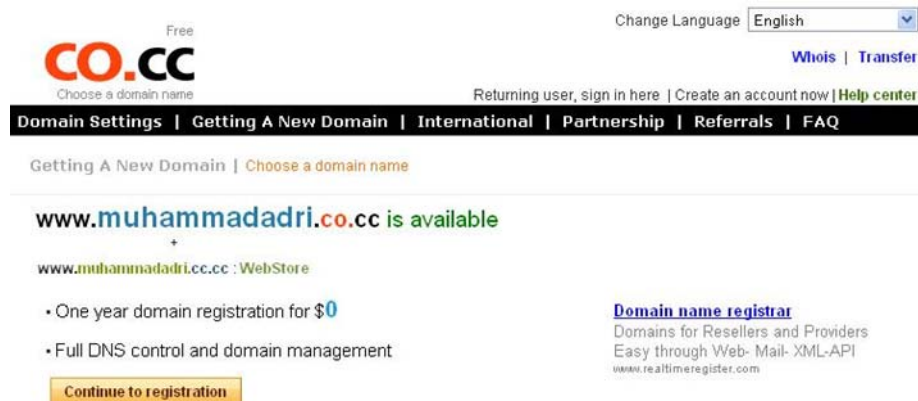 Change Language English
Free
co.cc
Choose a domain name
Whois | Transfer
Returning user, sign in here | Create an account now | Help center
Domain Settings | Getting A New Domain | International | Partnership | Referrals | FAQ
Getting A New Domain | Choose a domain name
www.muhammadadri.co.cc is available
+
www.muhammadadri.cc.cc : WebStore
• One year domain registration for $0
• Full DNS control and domain management
Continue to registration
Domain name registrar
Domains for Resellers and Providers
Easy through Web- Mail- XML-API
www.realtimeregister.com